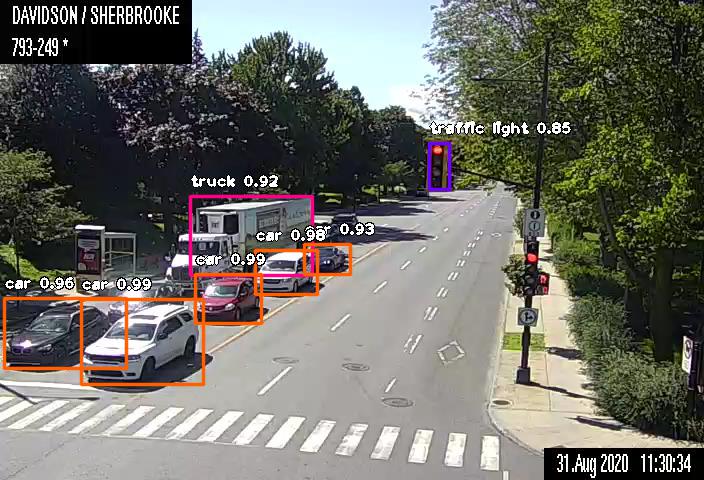 DAVIDSON / SHERBROOKE
793-249 *
traffic light 0.85
truck 0.92
car 0.98
car 0.93
car 0.99
car 0.96
car 0.99
31.Aug 2020 11:30:34